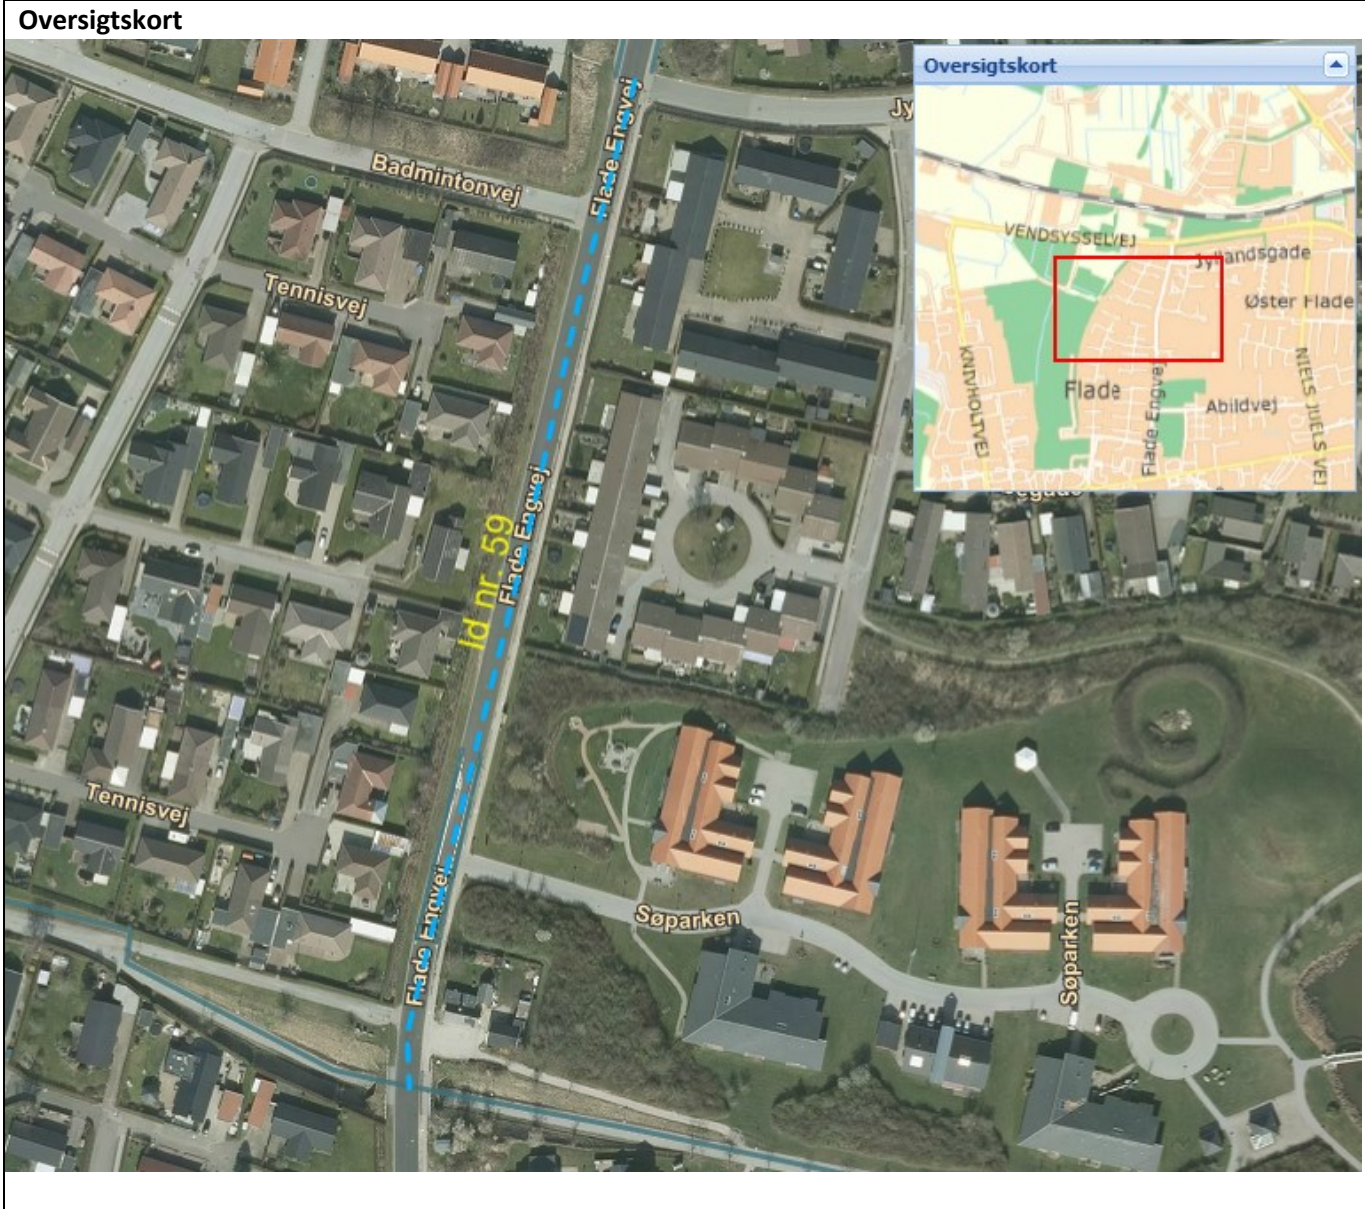 Oversigtskort
Oversigtskort
Flade Engvej
Jy
Badmintonvej
VENDSYSSELVEJ
Jyllandsgade
Tennisvej
Øster Flade
KNIVHOLTVEJ
NIELS JUELS VEJ
Flade
Flade Engvej
Abildvej
Flade Engvej
Id nr. 59
Tennisvej
Flade Engvej
Søparken
Søparken